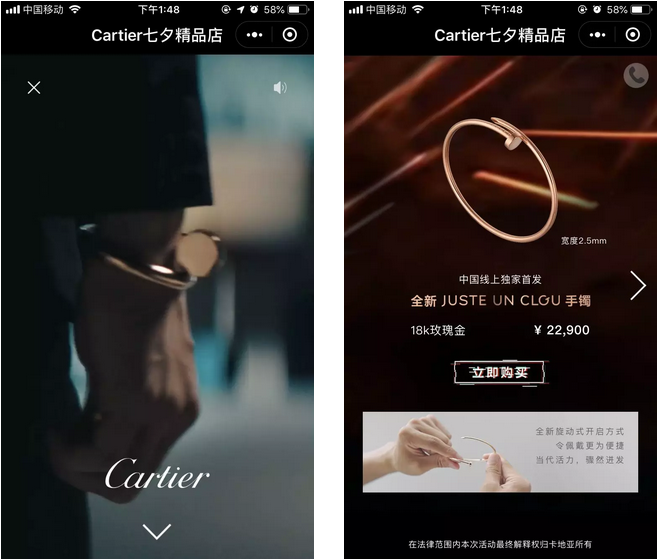 中国移动 下午1:48 58%
Cartier七夕精品店
Cartier
中国移动 下午1:48 58%
Cartier七夕精品店
宽度2.5mm
中国线上独家首发
全新 JUSTE UN CLOU 手镯
18k玫瑰金 ¥ 22,900
立即购买
全新旋动式开启方式
令佩戴更为便捷
当代活力，骤然迸发
在法律范围内本次活动最终解释权归卡地亚所有